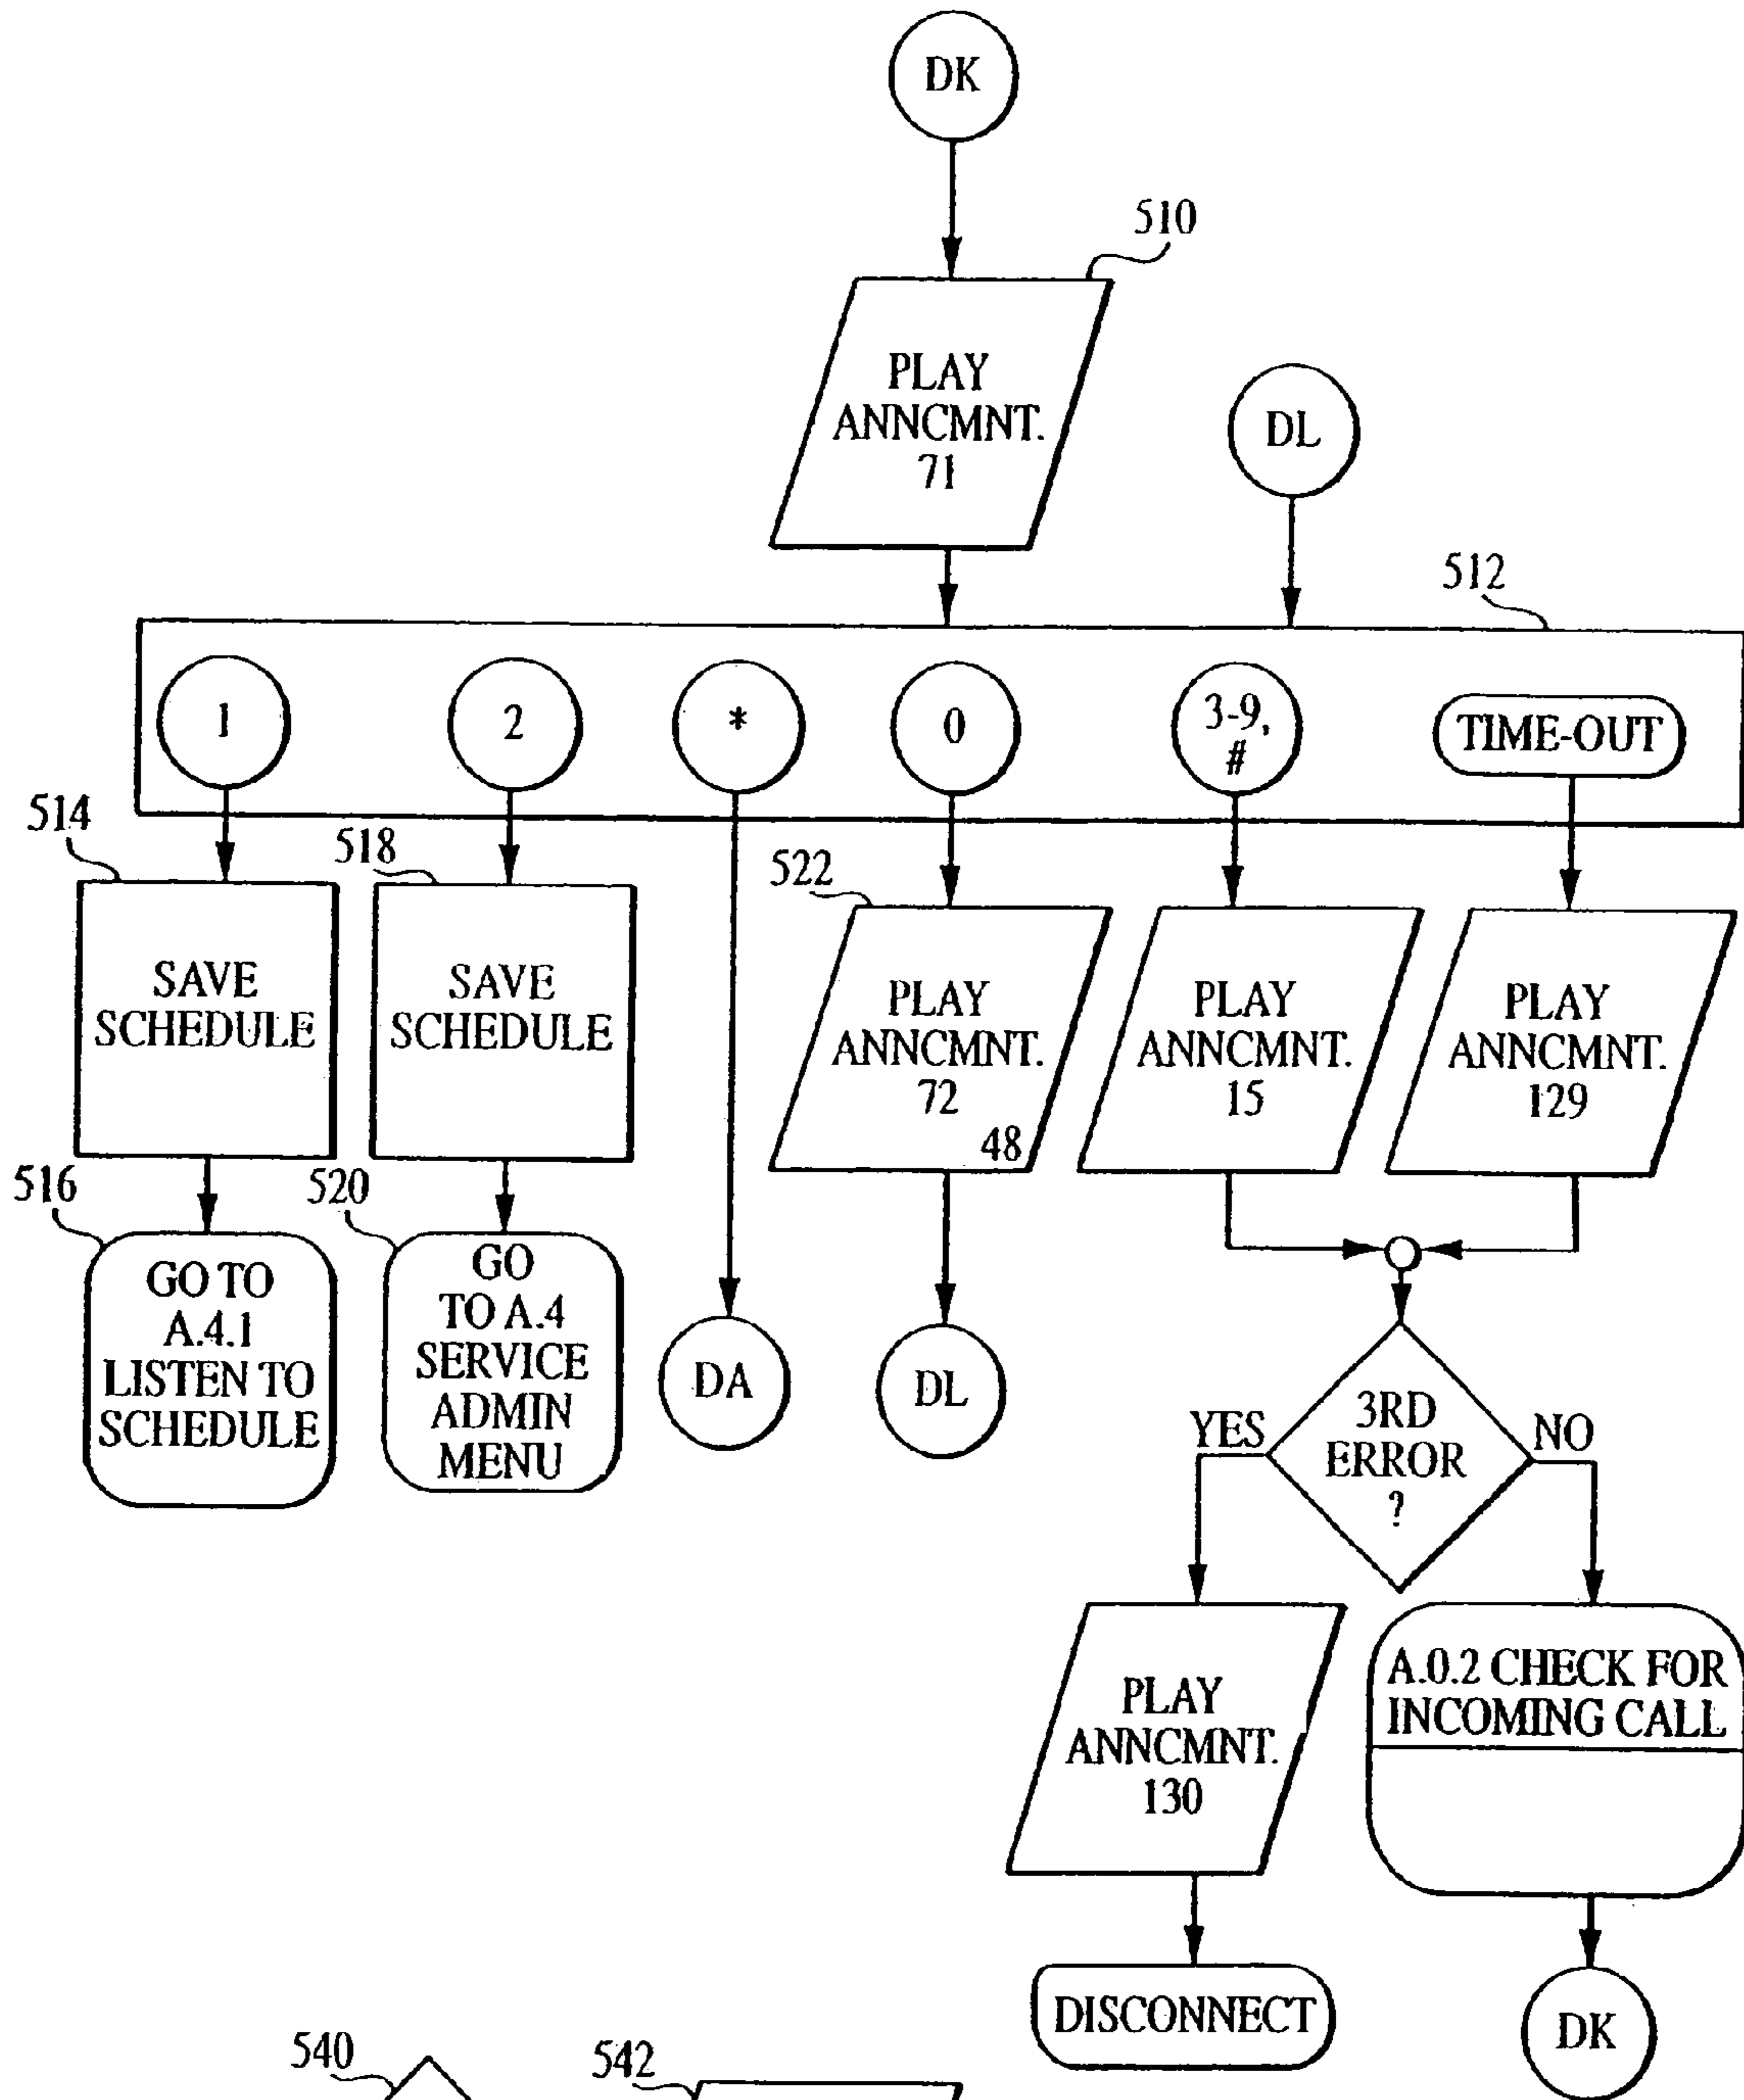 DK
510
PLAY
ANNCMNT.
71
DL
512
1
2
*
0
3-9,
#
TIME-OUT
514
SAVE
SCHEDULE
518
SAVE
SCHEDULE
522
PLAY
ANNCMNT.
72
48
PLAY
ANNCMNT.
15
PLAY
ANNCMNT.
129
516
GO TO
A.4.1
LISTEN TO
SCHEDULE
520
GO
TO A.4
SERVICE
ADMIN
MENU
DA
DL
YES
3RD
ERROR
?
NO
PLAY
ANNCMNT.
130
A.0.2 CHECK FOR
INCOMING CALL
DISCONNECT
DK
540
542